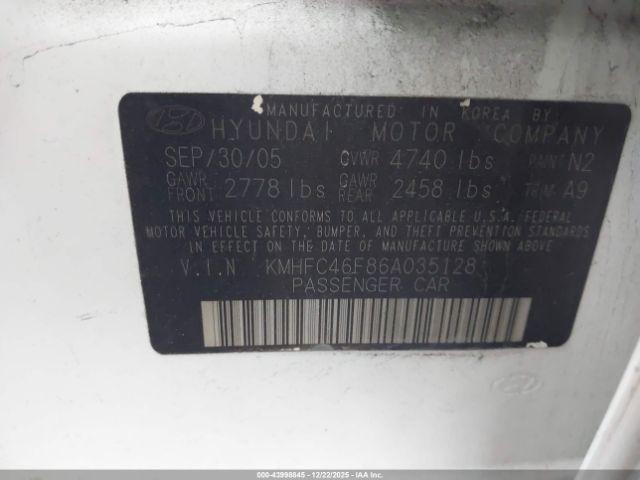 MANUFACTURED IN KOREA BY
HYUNDAI MOTOR COMPANY
SEP/30/05 GVWR 4740 lbs PAINT N2
GAWR FRONT 2778 lbs GAWR REAR 2458 lbs TRIM A9
THIS VEHICLE CONFORMS TO ALL APPLICABLE U.S. FEDERAL
MOTOR VEHICLE SAFETY, BUMPER, AND THEFT PREVENTION
STANDARDS IN EFFECT ON THE DATE OF MANUFACTURE SHOWN ABOVE
V.I.N KMHFC46F86A035128
PASSENGER CAR
000-43998845 - 12/22/2025 - IAAI.COM